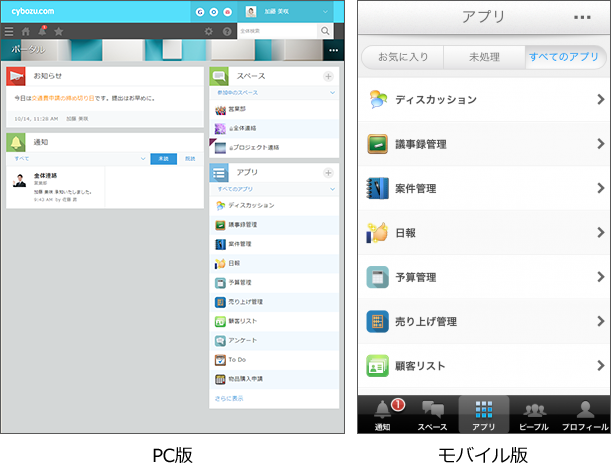 cybozu.com
加藤 美咲
全体検索
ポータル
お知らせ
今日は交通費申請の締め切り日です。提出はお早めに。
10/14, 11:26 AM 加藤 美咲
通知
すべて
未読
既読
全体連絡
営業部
加藤 美咲 承知いたしました。
9:42 AM by 佐藤
スペース
参加中のスペース
営業部
全体連絡
プロジェクト連絡
アプリ
すべてのアプリ
ディスカッション
議事録管理
案件管理
日報
予算管理
売り上げ管理
顧客リスト
アンケート
To Do
物品購入申請
さらに表示
PC版
アプリ
お気に入り
未処理
すべてのアプリ
ディスカッション
議事録管理
案件管理
日報
予算管理
売り上げ管理
顧客リスト
1
通知
スペース
アプリ
ピープル
プロフィール
モバイル版